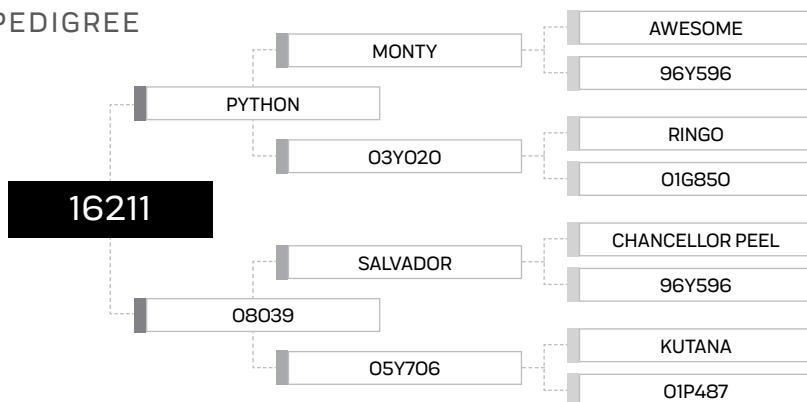 PEDIGREE
AWESOME
MONTY
96Y596
PYTHON
RINGO
03Y020
01G850
16211
CHANCELLOR PEEL
SALVADOR
96Y596
08039
KUTANA
05Y706
01P487